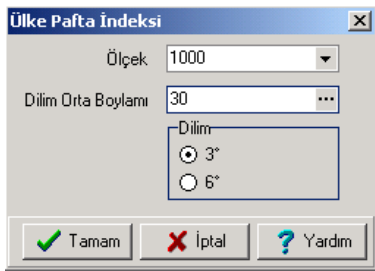 Ülke Pafta İndeksi
Ölçek 1000
Dilim Orta Boylamı 30 ...
Dilim
3°
6°
Tamam İptal ? Yardım